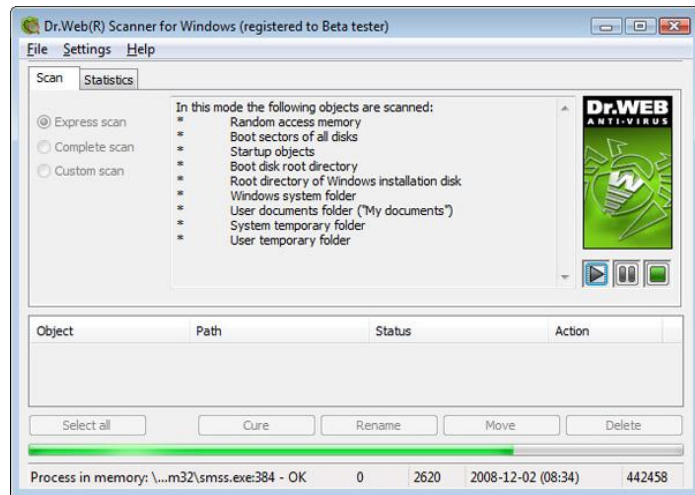 Dr.Web(R) Scanner for Windows (registered to Beta tester)
File Settings Help
Scan Statistics
Express scan
Complete scan
Custom scan
In this mode the following objects are scanned:
* Random access memory
* Boot sectors of all disks
* Startup objects
* Boot disk root directory
* Root directory of Windows installation disk
* Windows system folder
* User documents folder ("My documents")
* System temporary folder
* User temporary folder
Dr.WEB
ANTI-VIRUS
Object Path Status Action
Select all Cure Rename Move Delete
Process in memory: \...m32\smss.exe:384 - OK 0 2620 2008-12-02 (08:34) 442458